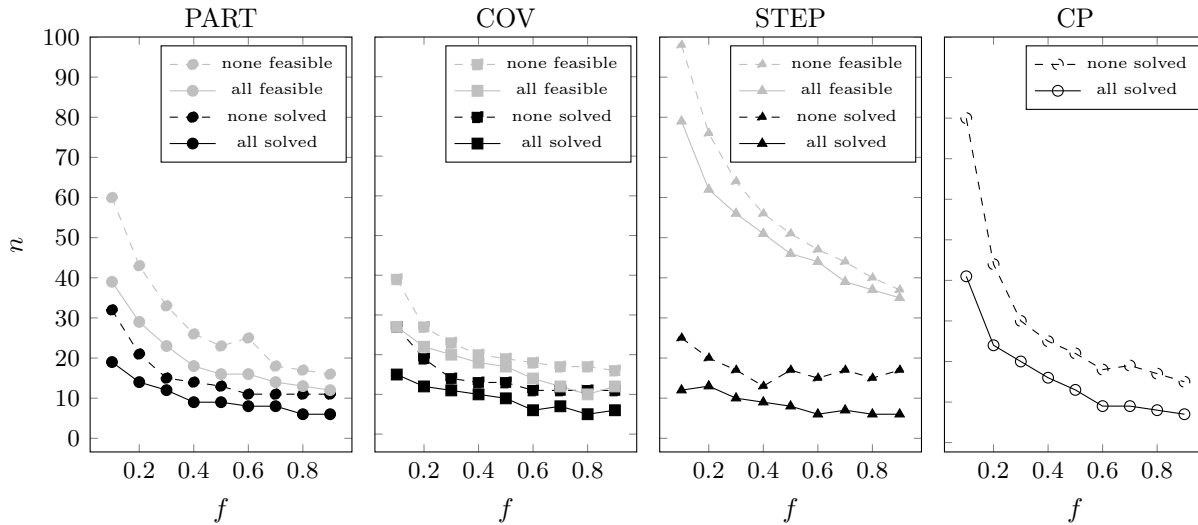 PART
COV
STEP
CP
100
90
80
70
60
50
40
30
20
10
0
n
none feasible
all feasible
none solved
all solved
none feasible
all feasible
none solved
all solved
none feasible
all feasible
none solved
all solved
none solved
all solved
0.2 0.4 0.6 0.8
0.2 0.4 0.6 0.8
0.2 0.4 0.6 0.8
0.2 0.4 0.6 0.8
f
f
f
f